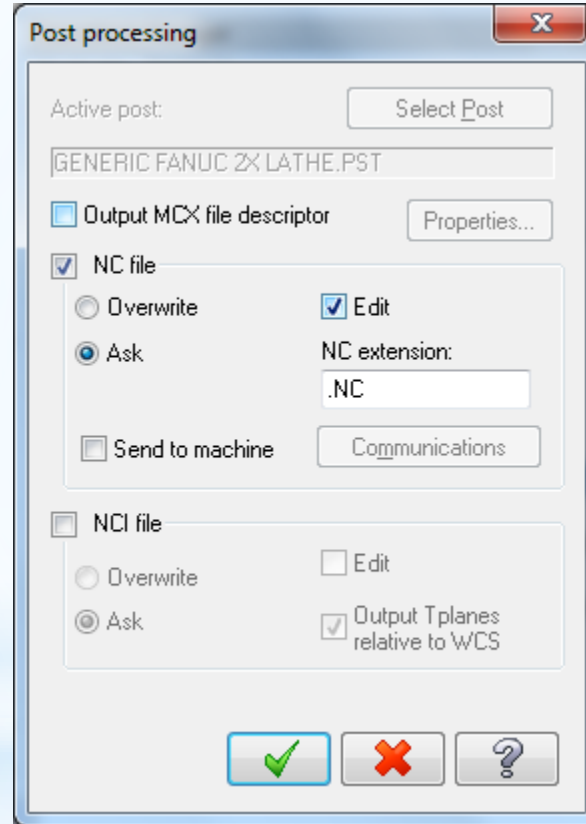 Post processing
Active post:
Select Post
GENERIC FANUC 2X LATHE.PST
Output MCX file descriptor
Properties...
NC file
Overwrite
Edit
Ask
NC extension:
.NC
Send to machine
Communications
NCI file
Overwrite
Edit
Ask
Output Tplanes
relative to WCS